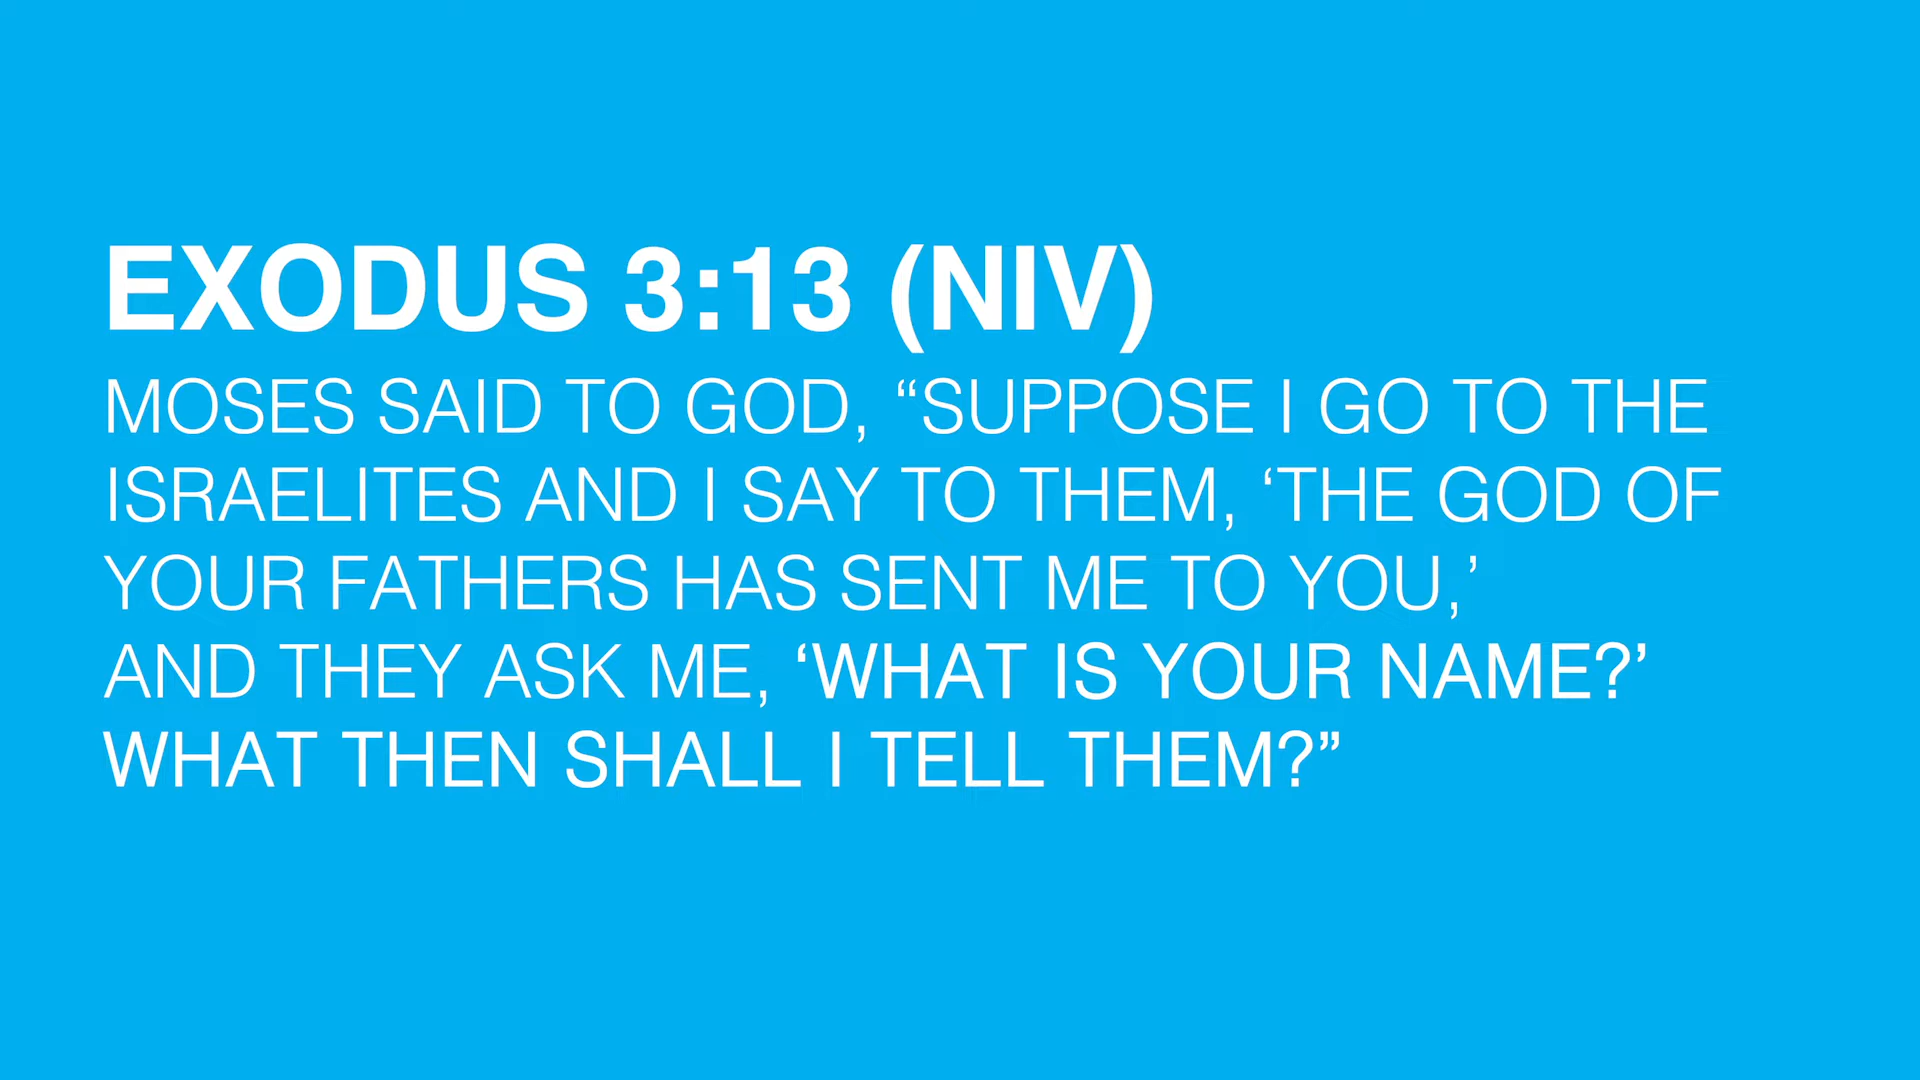 EXODUS 3:13 (NIV)
MOSES SAID TO GOD, “SUPPOSE I GO TO THE
ISRAELITES AND I SAY TO THEM, ‘THE GOD OF
YOUR FATHERS HAS SENT ME TO YOU,’
AND THEY ASK ME, ‘WHAT IS YOUR NAME?’
WHAT THEN SHALL I TELL THEM?”